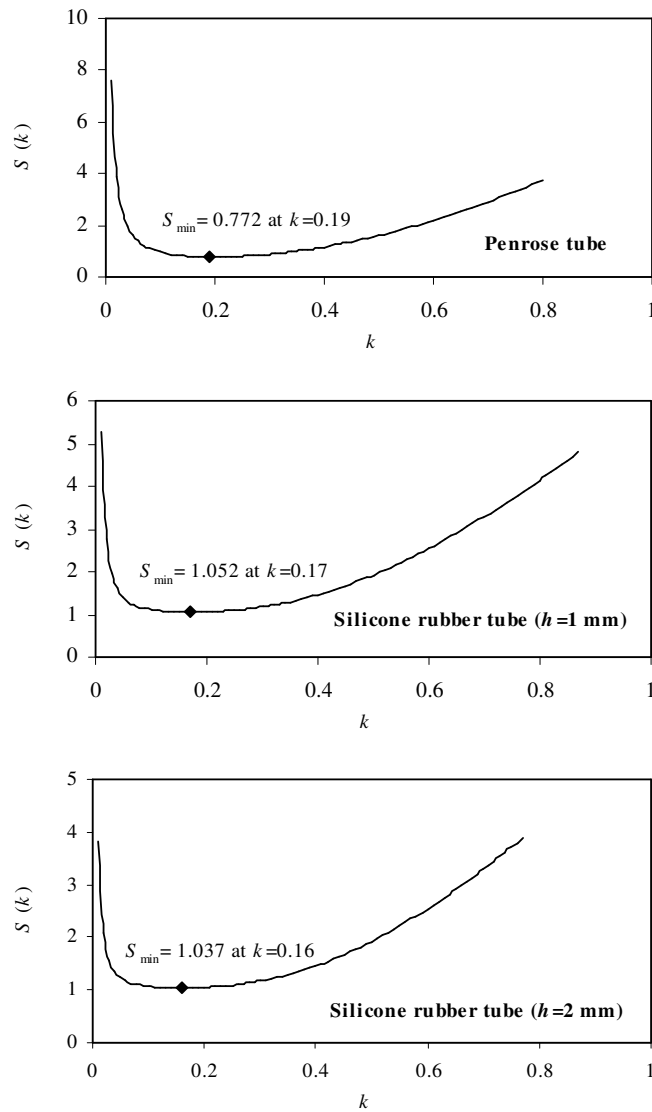 10
8
6
4
2
0
S (k)
S min = 0.772 at k=0.19
Penrose tube
0 0.2 0.4 0.6 0.8 1
k
6
5
4
3
2
1
0
S (k)
S min = 1.052 at k=0.17
Silicone rubber tube (h=1 mm)
0 0.2 0.4 0.6 0.8 1
k
5
4
3
2
1
0
S (k)
S min = 1.037 at k=0.16
Silicone rubber tube (h=2 mm)
0 0.2 0.4 0.6 0.8 1
k